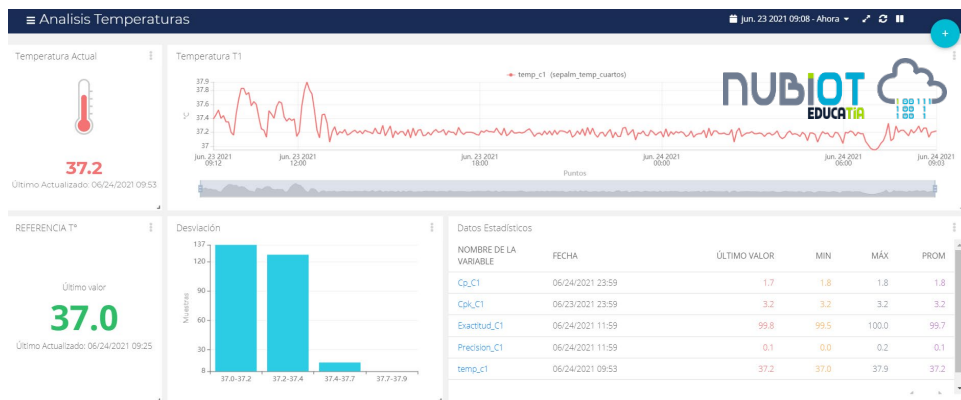 ≡ Analisis Temperaturas
jun. 23 2021 09:08 - Ahora
+
Temperatura Actual
37.2
Último Actualizado: 06/24/2021 09:53
Temperatura T1
temp_c1 (sepalm_temp_cuartos)
37.9
37.8
37.6
37.4
37.2
37
°C
jun. 23 2021 09:12
jun. 23 2021 12:00
jun. 23 2021 18:00
jun. 24 2021 00:00
jun. 24 2021 06:00
jun. 24 2021 09:03
Puntos
NUBIOT
EDUCATIA
10011
1001
100 1
REFERENCIA Tº
Último valor
37.0
Último Actualizado: 06/24/2021 09:25
Desviación
137
120
90
60
30
8
Muestras
37.0-37.2 37.2-37.4 37.4-37.7 37.7-37.9
Datos Estadísticos
NOMBRE DE LA VARIABLE FECHA ÚLTIMO VALOR MIN MÁX PROM
Cp_C1 06/24/2021 23:59 1.7 1.8 1.8 1.8
Cpk_C1 06/23/2021 23:59 3.2 3.2 3.2 3.2
Exactitud_C1 06/24/2021 11:59 99.8 99.5 100.0 99.7
Precision_C1 06/24/2021 11:59 0.1 0.0 0.2 0.1
temp_c1 06/24/2021 09:53 37.2 37.0 37.9 37.2